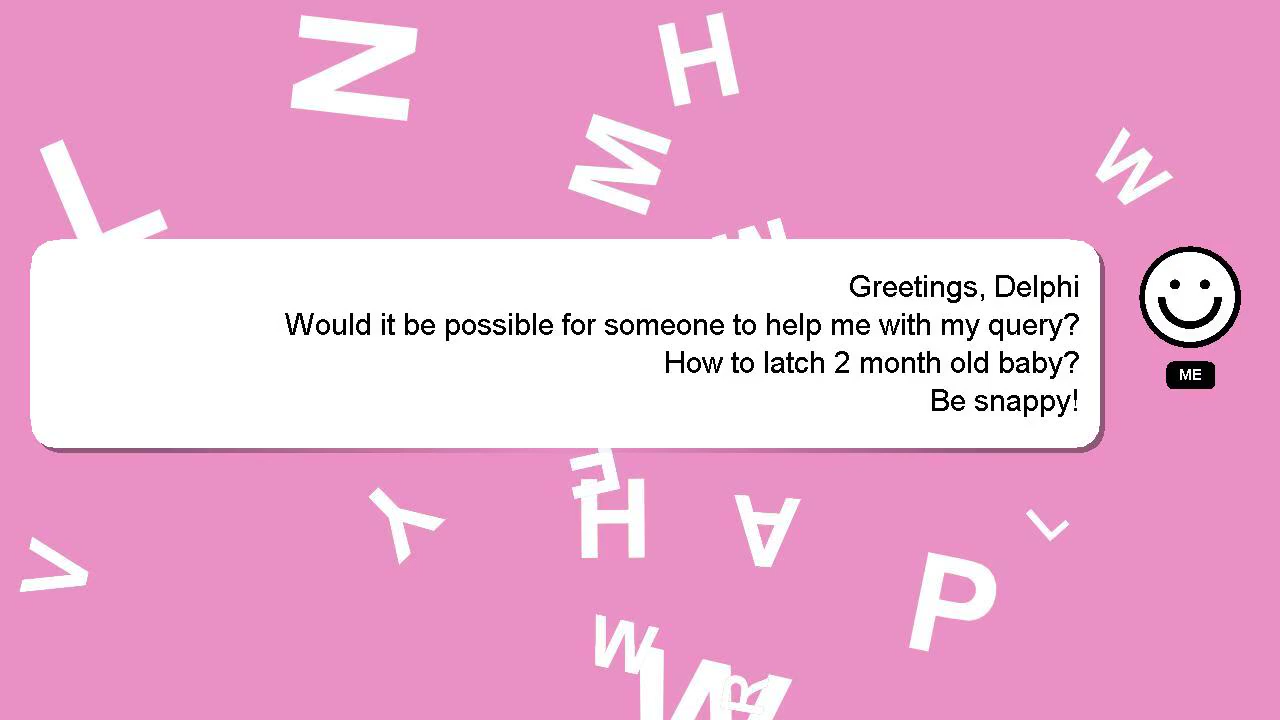 Z
H
M
W
L
W
Greetings, Delphi
Would it be possible for someone to help me with my query?
How to latch 2 month old baby?
Be snappy!
ME
E
H
Y
A
L
V
P
W
W
R